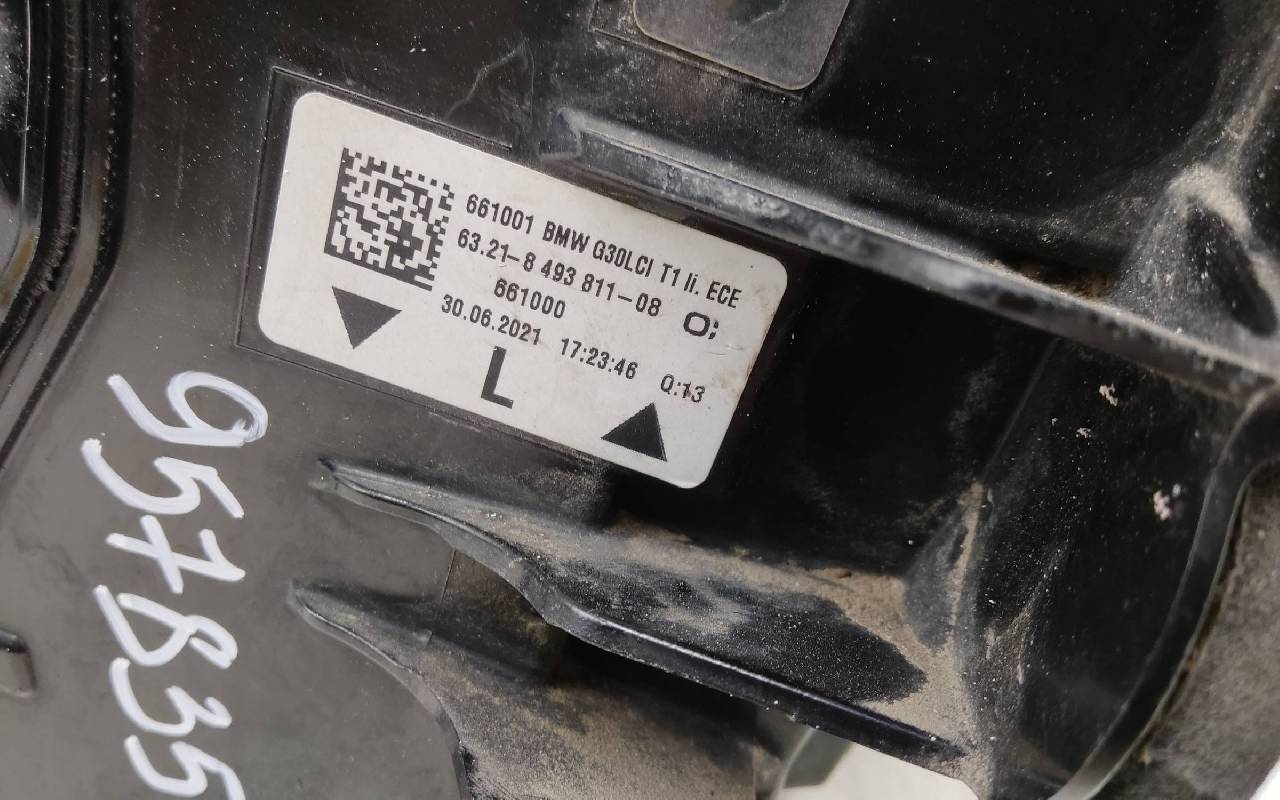 661001 BMW G30LCI T1 li. ECE
63.21-8 493 811-08 O;
661000
30.06.2021 17:23:46 Q:13
L
957835